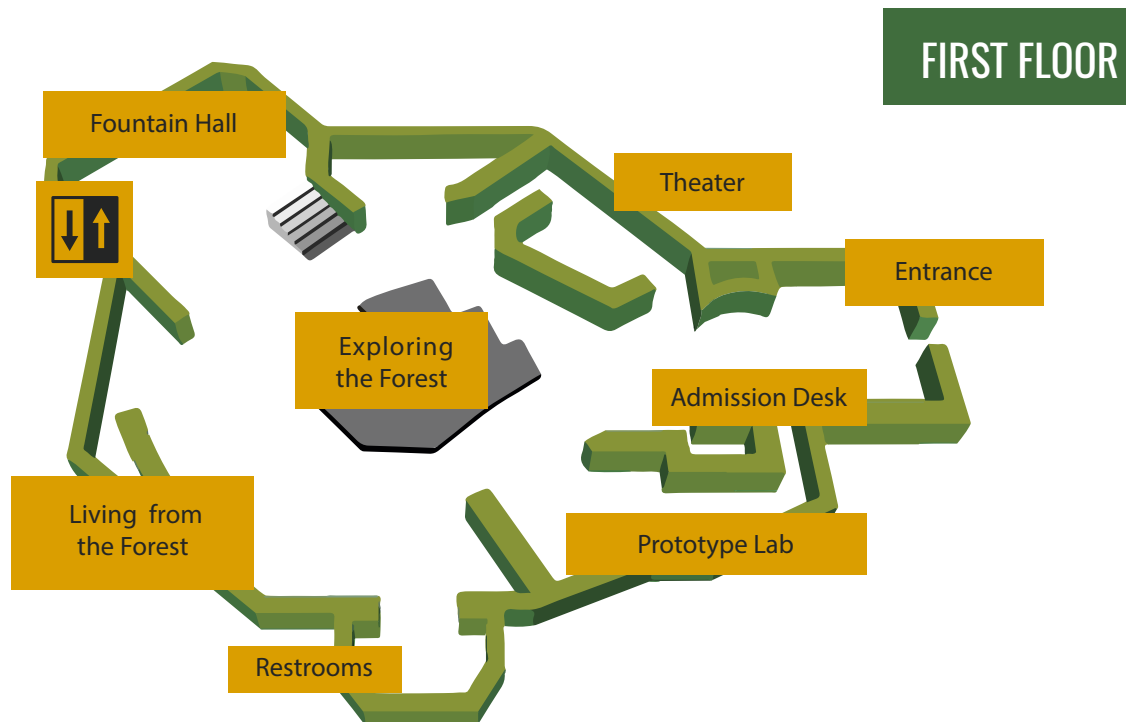 FIRST FLOOR
Fountain Hall
Theater
Entrance
Exploring
the Forest
Admission Desk
Living from
the Forest
Prototype Lab
Restrooms